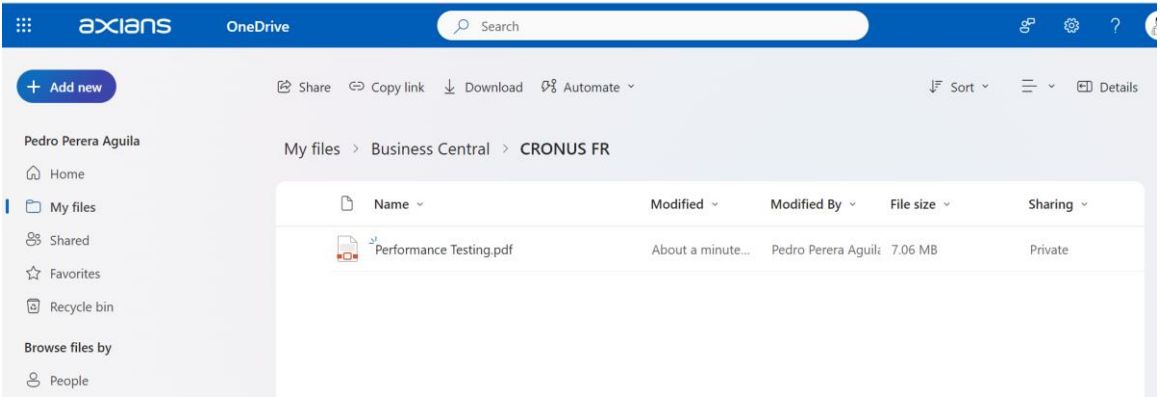 axians OneDrive Search
Add new
Share Copy link Download Automate Sort Details
Pedro Perera Aguila
My files > Business Central > CRONUS FR
Home
My files
Name Modified Modified By File size Sharing
Shared
Performance Testing.pdf About a minute... Pedro Perera Aguila 7.06 MB Private
Favorites
Recycle bin
Browse files by
People